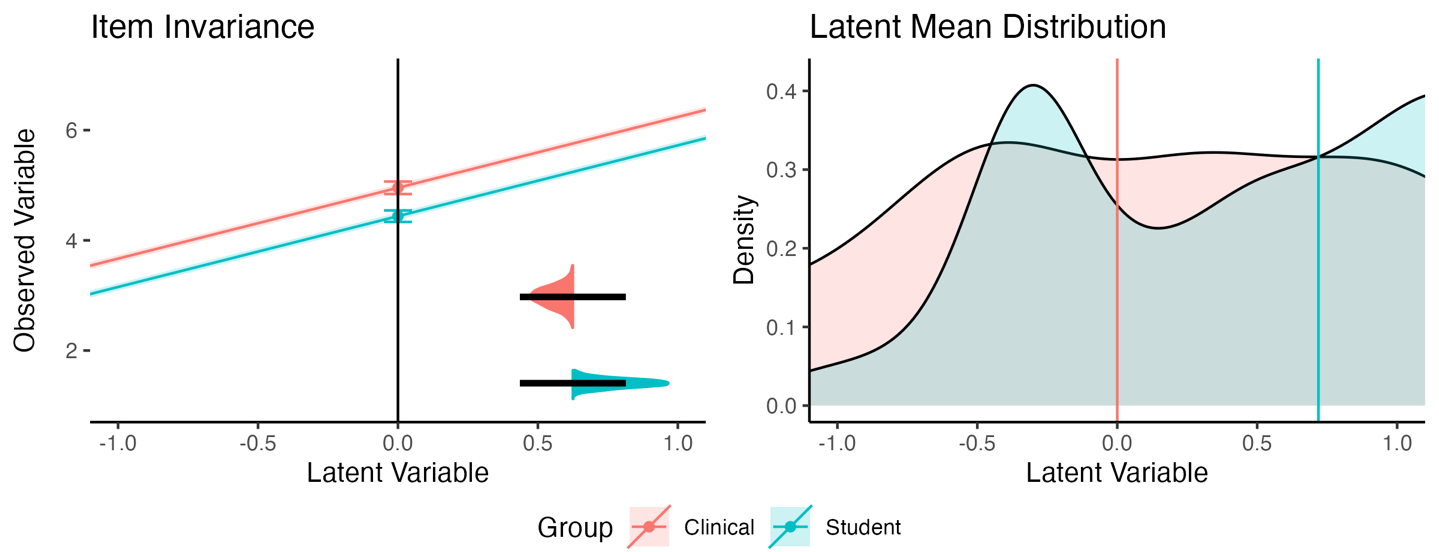 Item Invariance
Observed Variable
6
4
2
-1.0 -0.5 0.0 0.5 1.0
Latent Variable
Latent Mean Distribution
Density
0.4
0.3
0.2
0.1
0.0
-1.0 -0.5 0.0 0.5 1.0
Latent Variable
Group Clinical Student